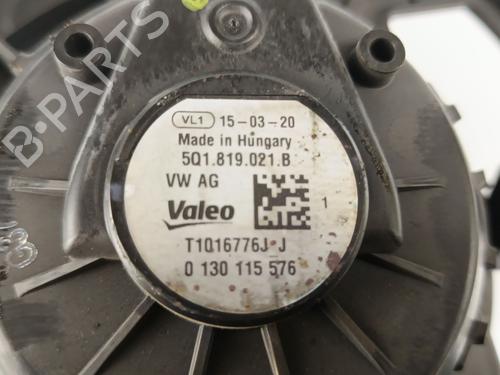 B-PARTS
VL1 15-03-20
Made in Hungary
5Q1.819.021.B
VW AG
Valeo
1
T1016776J J
0 130 115 576